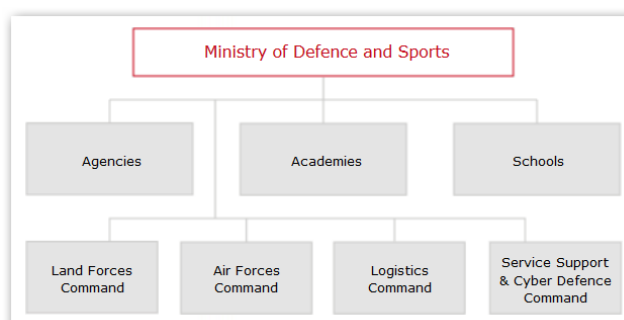 Ministry of Defence and Sports
Agencies
Academies
Schools
Land Forces
Command
Air Forces
Command
Logistics
Command
Service Support
& Cyber Defence
Command